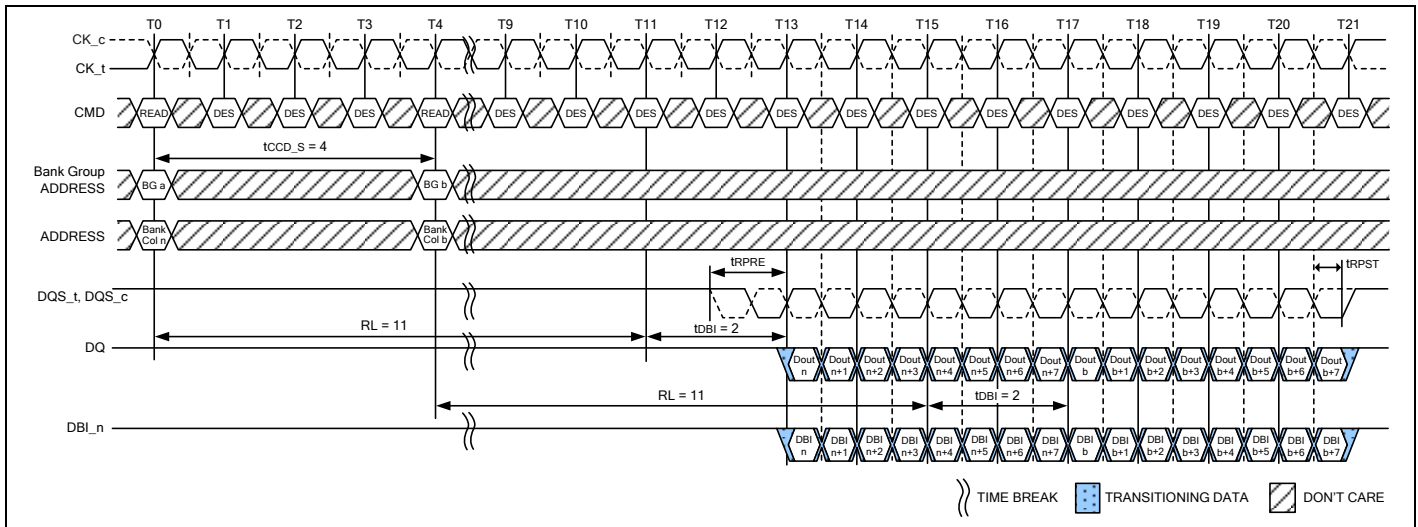 T0 T1 T2 T3 T4 T9 T10 T11 T12 T13 T14 T15 T16 T17 T18 T19 T20 T21
CK_c
CK_t
CMD READ DES DES DES READ DES DES DES DES DES DES DES DES DES DES DES DES DES
tCCD_S = 4
Bank Group
ADDRESS BG a BG b
ADDRESS Bank Col n Bank Col b
tRPRE tRPST
DQS_t, DQS_c
RL = 11 tDBI = 2
DQ Dout n Dout n+1 Dout n+2 Dout n+3 Dout n+4 Dout n+5 Dout n+6 Dout n+7 Dout b Dout b+1 Dout b+2 Dout b+3 Dout b+4 Dout b+5 Dout b+6 Dout b+7
RL = 11 tDBI = 2
DBI_n DBI n DBI n+1 DBI n+2 DBI n+3 DBI n+4 DBI n+5 DBI n+6 DBI n+7 DBI b DBI b+1 DBI b+2 DBI b+3 DBI b+4 DBI b+5 DBI b+6 DBI b+7
TIME BREAK TRANSITIONING DATA DON'T CARE